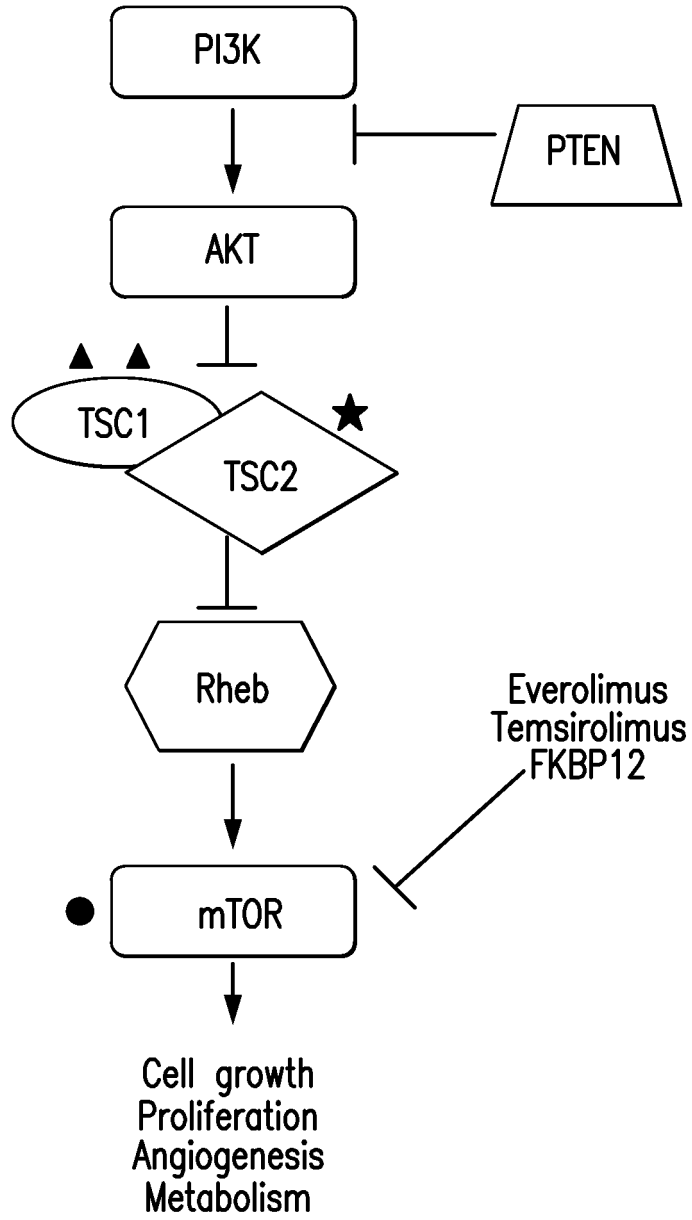 PI3K
PTEN
AKT
TSC1
TSC2
Rheb
Everolimus
Temsirolimus
FKBP12
mTOR
Cell growth
Proliferation
Angiogenesis
Metabolism